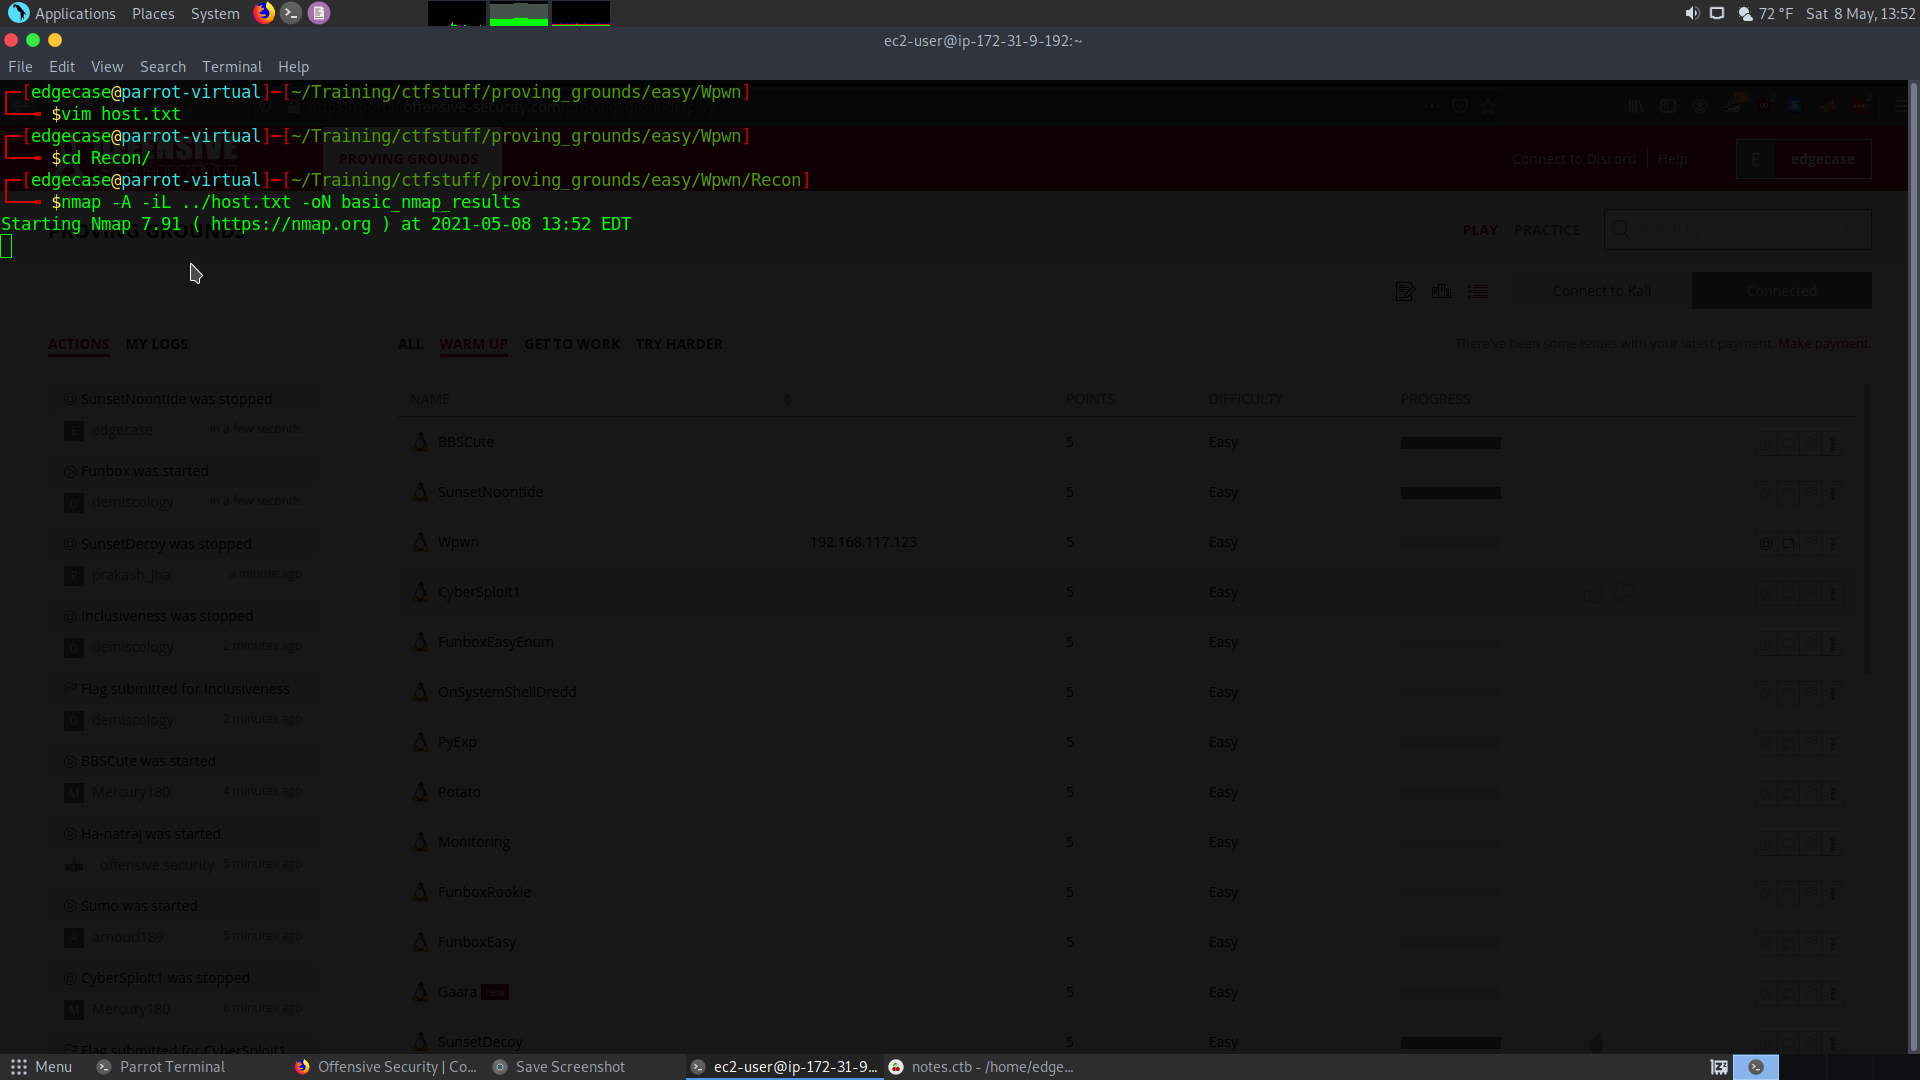 Applications Places System 72 °F Sat 8 May, 13:52
ec2-user@ip-172-31-9-192:~
File Edit View Search Terminal Help
[edgecase@parrot-virtual]─[~/Training/ctfstuff/proving_grounds/easy/Wpwn]
$vim host.txt
[edgecase@parrot-virtual]─[~/Training/ctfstuff/proving_grounds/easy/Wpwn]
$cd Recon/
[edgecase@parrot-virtual]─[~/Training/ctfstuff/proving_grounds/easy/Wpwn/Recon]
$nmap -A -iL ../host.txt -oN basic_nmap_results
Starting Nmap 7.91 ( https://nmap.org ) at 2021-05-08 13:52 EDT
OFFENSIVE PROVING GROUNDS Connect to Discord Help E edgecase
PROVING GROUNDS PLAY PRACTICE
Connect to Kali Connected
ACTIONS MY LOGS ALL WARM UP GET TO WORK TRY HARDER There've been some issues with your latest payment. Make payment.
NAME POINTS DIFFICULTY PROGRESS
SunsetNoontide was stopped
E edgecase in a few seconds
Funbox was started
D demiscology in a few seconds
SunsetDecoy was stopped
P prakash_Jha a minute ago
Inclusiveness was stopped
D demiscology 2 minutes ago
Flag submitted for Inclusiveness
D demiscology 2 minutes ago
BBSCute was started
M Mercury180 4 minutes ago
Ha-natraj was started
offensive.security 5 minutes ago
Sumo was started
A arnoud189 5 minutes ago
CyberSploit1 was stopped
M Mercury180 6 minutes ago
Flag submitted for CyberSploit1
BBSCute 5 Easy
SunsetNoontide 5 Easy
Wpwn 192.168.117.123 5 Easy
CyberSploit1 5 Easy
FunboxEasyEnum 5 Easy
OnSystemShellDredd 5 Easy
PyExp 5 Easy
Potato 5 Easy
Monitoring 5 Easy
FunboxRookie 5 Easy
FunboxEasy 5 Easy
Gaara new 5 Easy
SunsetDecoy 5 Easy
Menu Parrot Terminal Offensive Security | Co... Save Screenshot ec2-user@ip-172-31-9... notes.ctb - /home/edge...